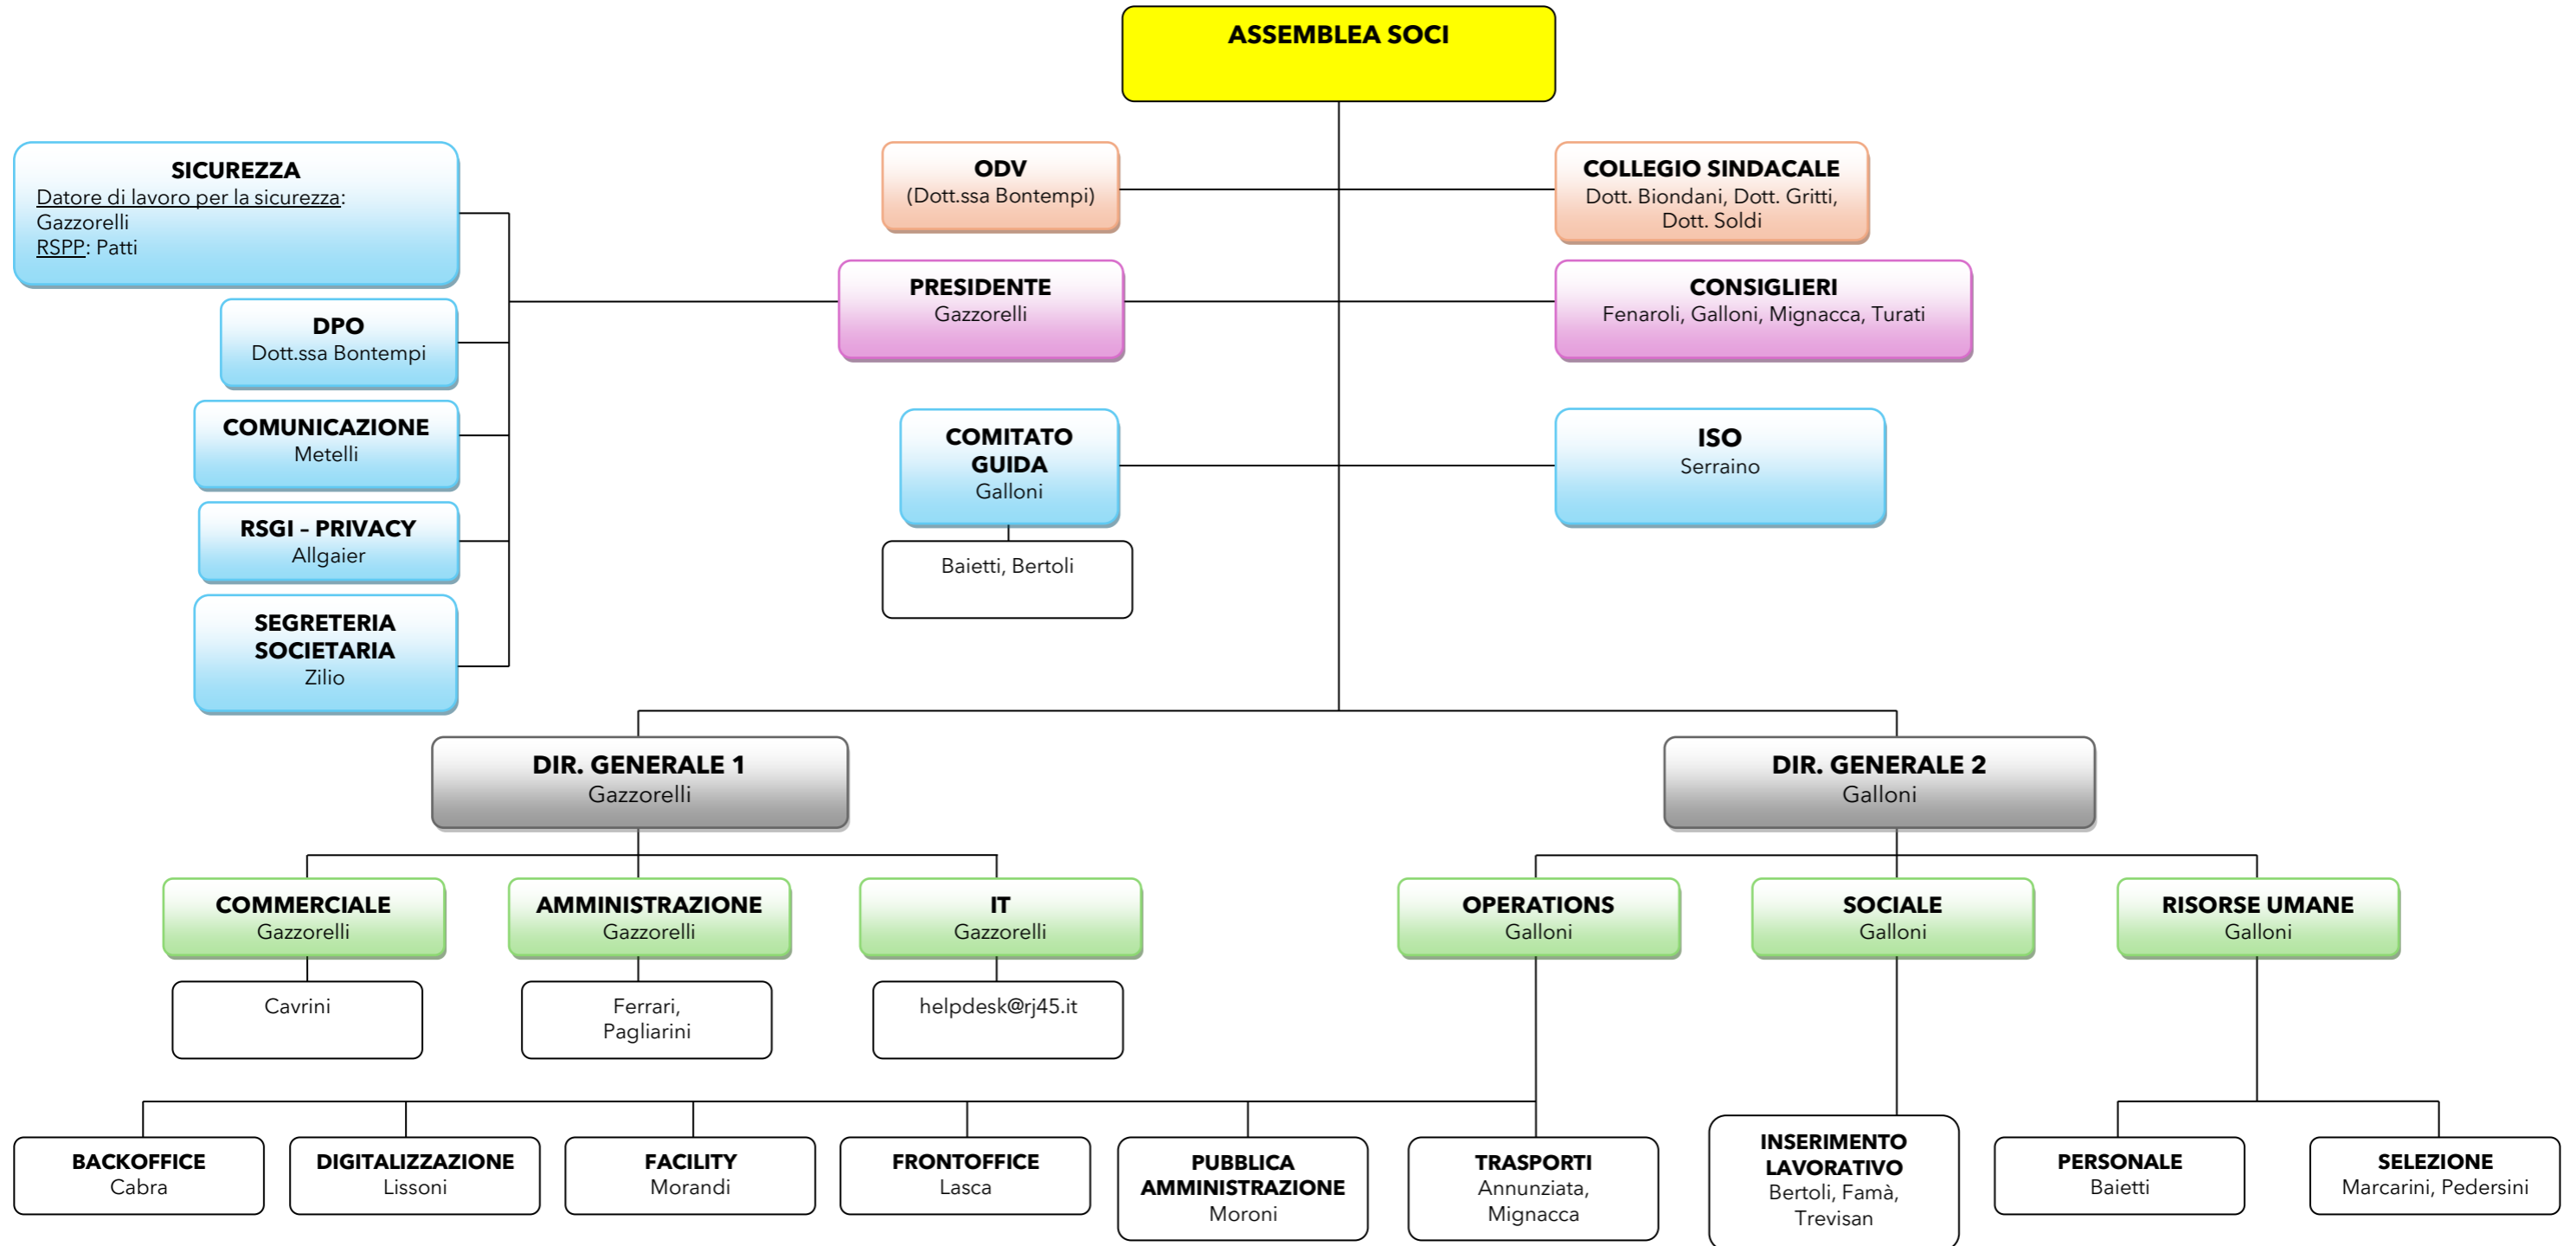 ASSEMBLEA SOCI
SICUREZZA
Datore di lavoro per la sicurezza:
Gazzorelli
RSPP: Patti
ODV
(Dott.ssa Bontempi)
COLLEGIO SINDACALE
Dott. Biondani, Dott. Gritti,
Dott. Soldi
PRESIDENTE
Gazzorelli
CONSIGLIERI
Fenaroli, Galloni, Mignacca, Turati
DPO
Dott.ssa Bontempi
COMUNICAZIONE
Metelli
RSGI – PRIVACY
Allgaier
SEGRETERIA
SOCIETARIA
Zilio
COMITATO
GUIDA
Galloni
Baietti, Bertoli
ISO
Serraino
DIR. GENERALE 1
Gazzorelli
DIR. GENERALE 2
Galloni
COMMERCIALE
Gazzorelli
AMMINISTRAZIONE
Gazzorelli
IT
Gazzorelli
OPERATIONS
Galloni
SOCIALE
Galloni
RISORSE UMANE
Galloni
Cavrini
Ferrari,
Pagliarini
helpdesk@rj45.it
BACKOFFICE
Cabra
DIGITALIZZAZIONE
Lissoni
FACILITY
Morandi
FRONTOFFICE
Lasca
PUBBLICA
AMMINISTRAZIONE
Moroni
TRASPORTI
Annunziata,
Mignacca
INSERIMENTO
LAVORATIVO
Bertoli, Famà,
Trevisan
PERSONALE
Baietti
SELEZIONE
Marcarini, Pedersini